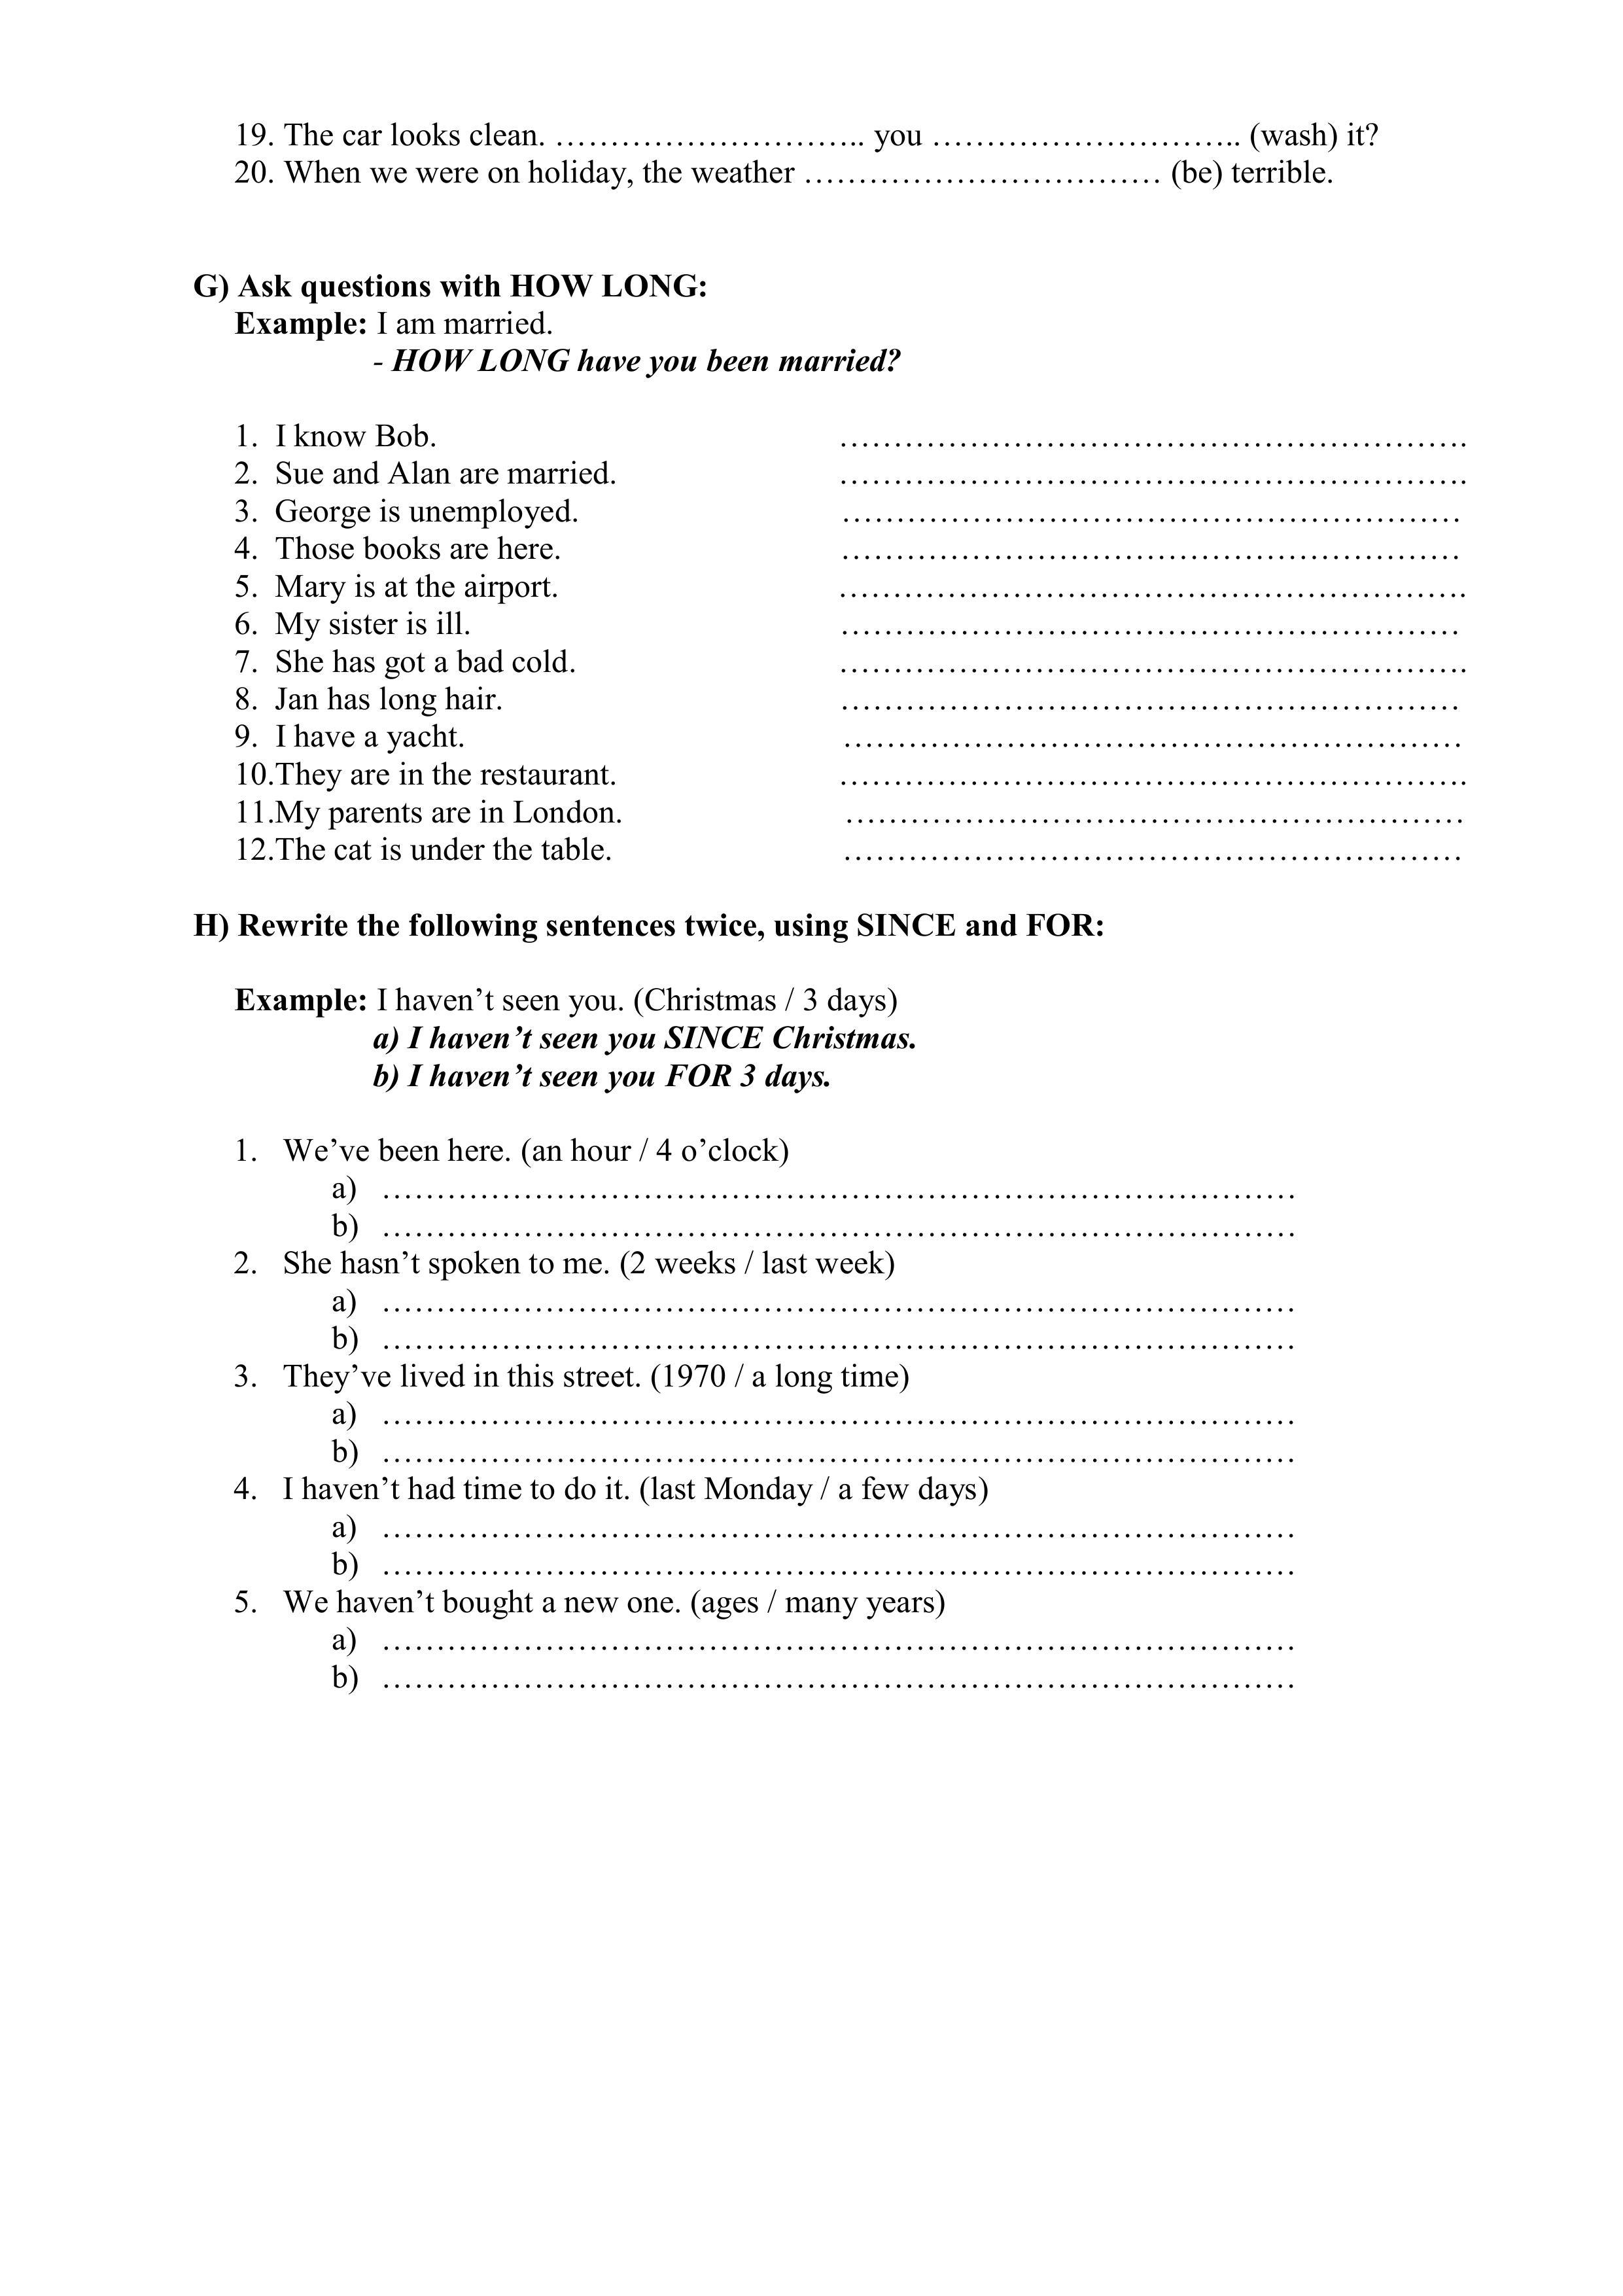 19. The car looks clean. ……………………….. you ……………………….. (wash) it?
20. When we were on holiday, the weather …………………………… (be) terrible.
G) Ask questions with HOW LONG:
Example: I am married.
- HOW LONG have you been married?
1. I know Bob. ………………………………………………….
2. Sue and Alan are married. ………………………………………………….
3. George is unemployed. …………………………………………………
4. Those books are here. …………………………………………………
5. Mary is at the airport. ………………………………………………….
6. My sister is ill. …………………………………………………
7. She has got a bad cold. ………………………………………………….
8. Jan has long hair. …………………………………………………
9. I have a yacht. …………………………………………………
10.They are in the restaurant. ………………………………………………….
11.My parents are in London. …………………………………………………
12.The cat is under the table. …………………………………………………
H) Rewrite the following sentences twice, using SINCE and FOR:
Example: I haven’t seen you. (Christmas / 3 days)
a) I haven’t seen you SINCE Christmas.
b) I haven’t seen you FOR 3 days.
1. We’ve been here. (an hour / 4 o’clock)
a) …………………………………………………………………………
b) …………………………………………………………………………
2. She hasn’t spoken to me. (2 weeks / last week)
a) …………………………………………………………………………
b) …………………………………………………………………………
3. They’ve lived in this street. (1970 / a long time)
a) …………………………………………………………………………
b) …………………………………………………………………………
4. I haven’t had time to do it. (last Monday / a few days)
a) …………………………………………………………………………
b) …………………………………………………………………………
5. We haven’t bought a new one. (ages / many years)
a) …………………………………………………………………………
b) …………………………………………………………………………